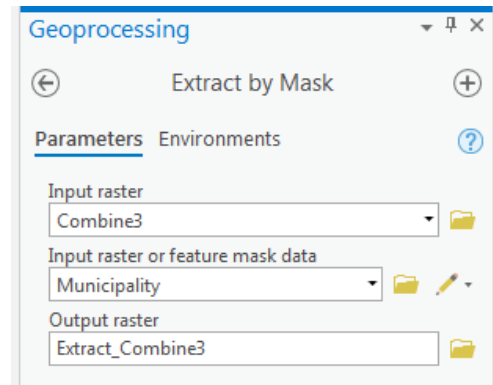 Geoprocessing
Extract by Mask
Parameters Environments
Input raster
Combine3
Input raster or feature mask data
Municipality
Output raster
Extract_Combine3